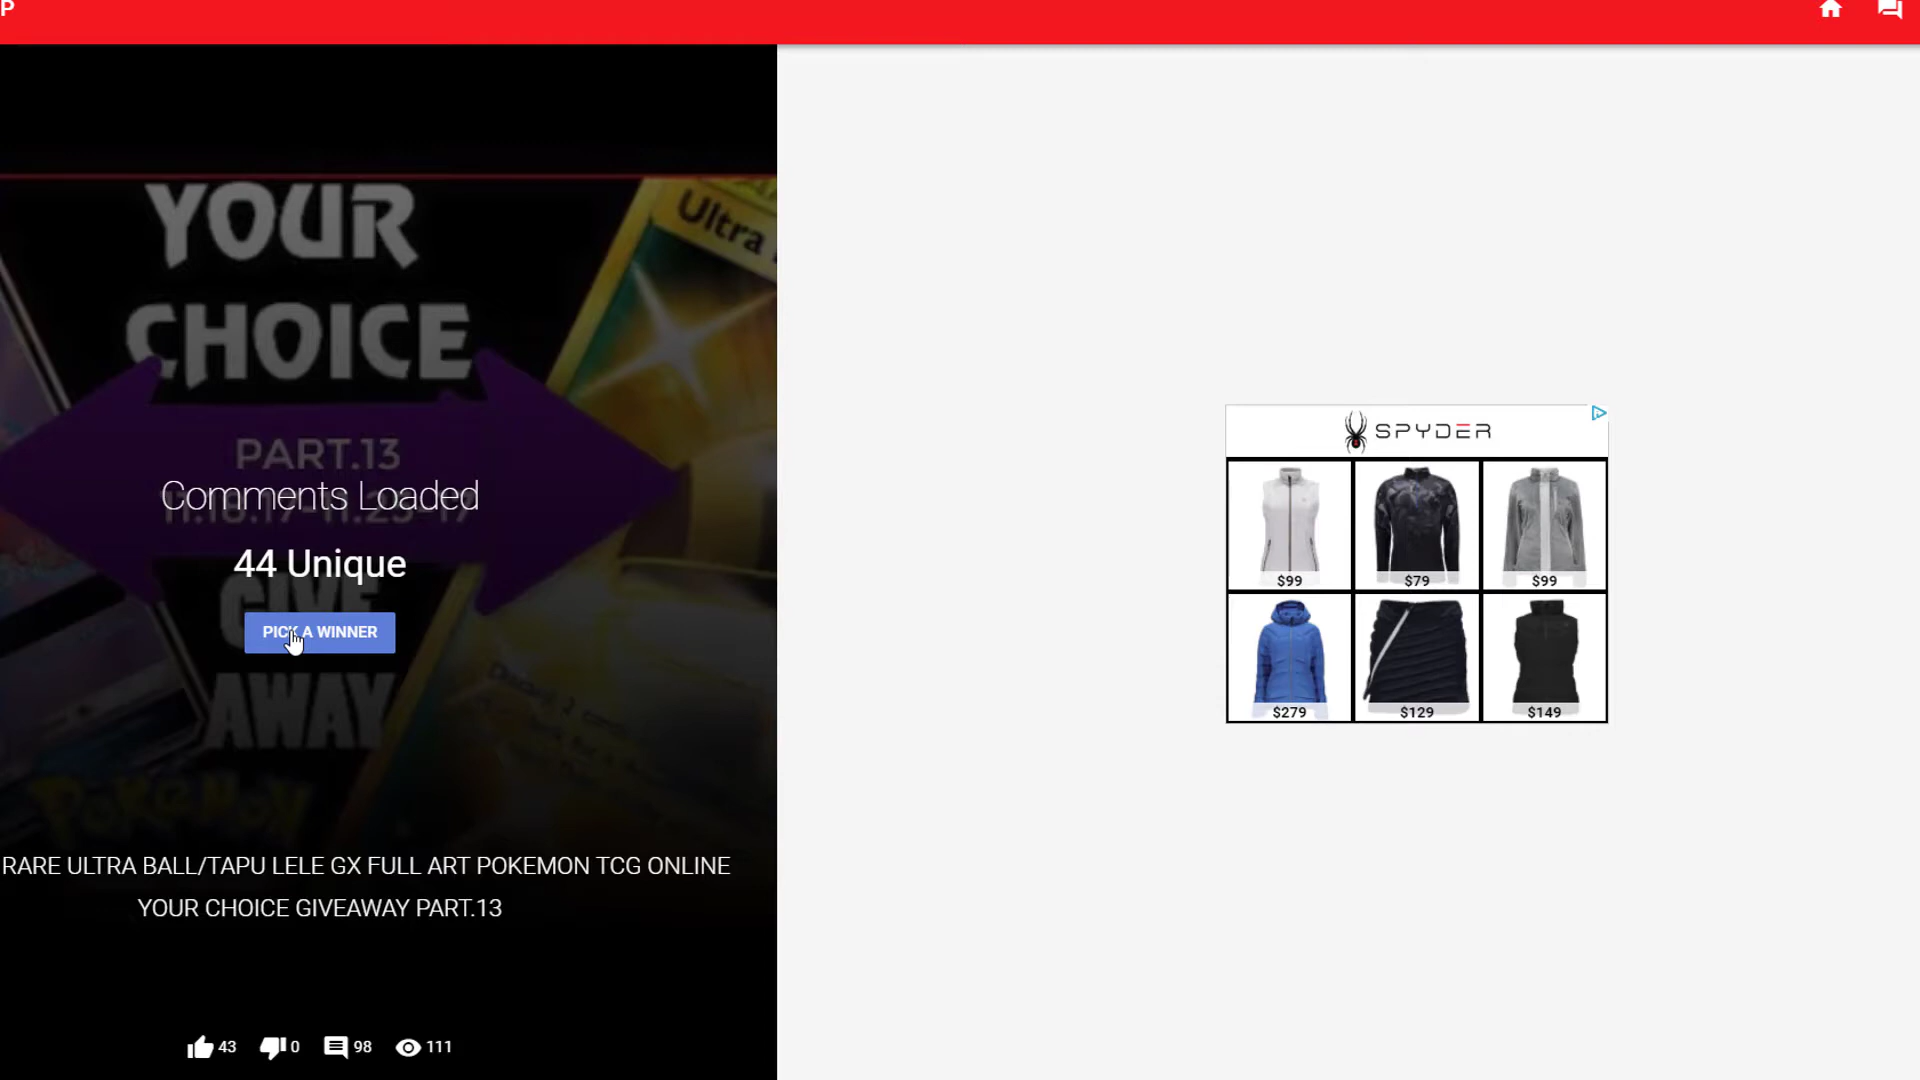 P
YOUR
CHOICE
Ultra
PART.13
Comments Loaded
44 Unique
GIVE
PICK A WINNER
AWAY
POKEMON
RARE ULTRA BALL/TAPU LELE GX FULL ART POKEMON TCG ONLINE
YOUR CHOICE GIVEAWAY PART.13
43 0 98 111
SPYDER
$99 $79 $99
$279 $129 $149